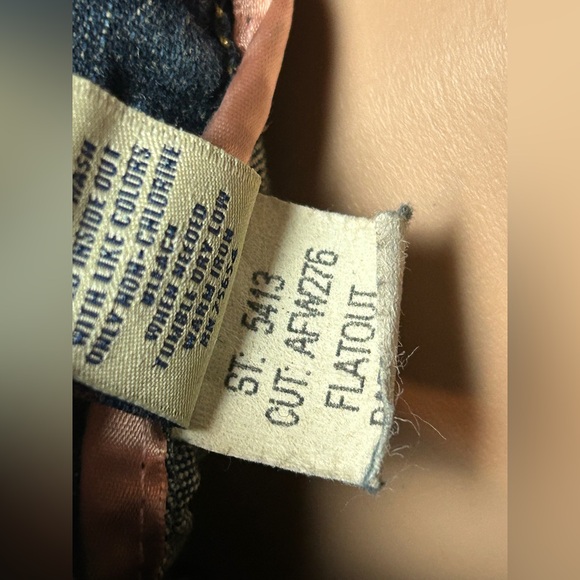 WASH
INSIDE OUT
WITH LIKE COLORS
ONLY NON-CHLORINE
BLEACH
WHEN NEEDED
TUMBLE DRY LOW
WARM IRON
ST: 5413
CUT: AFW276
FLATOUT